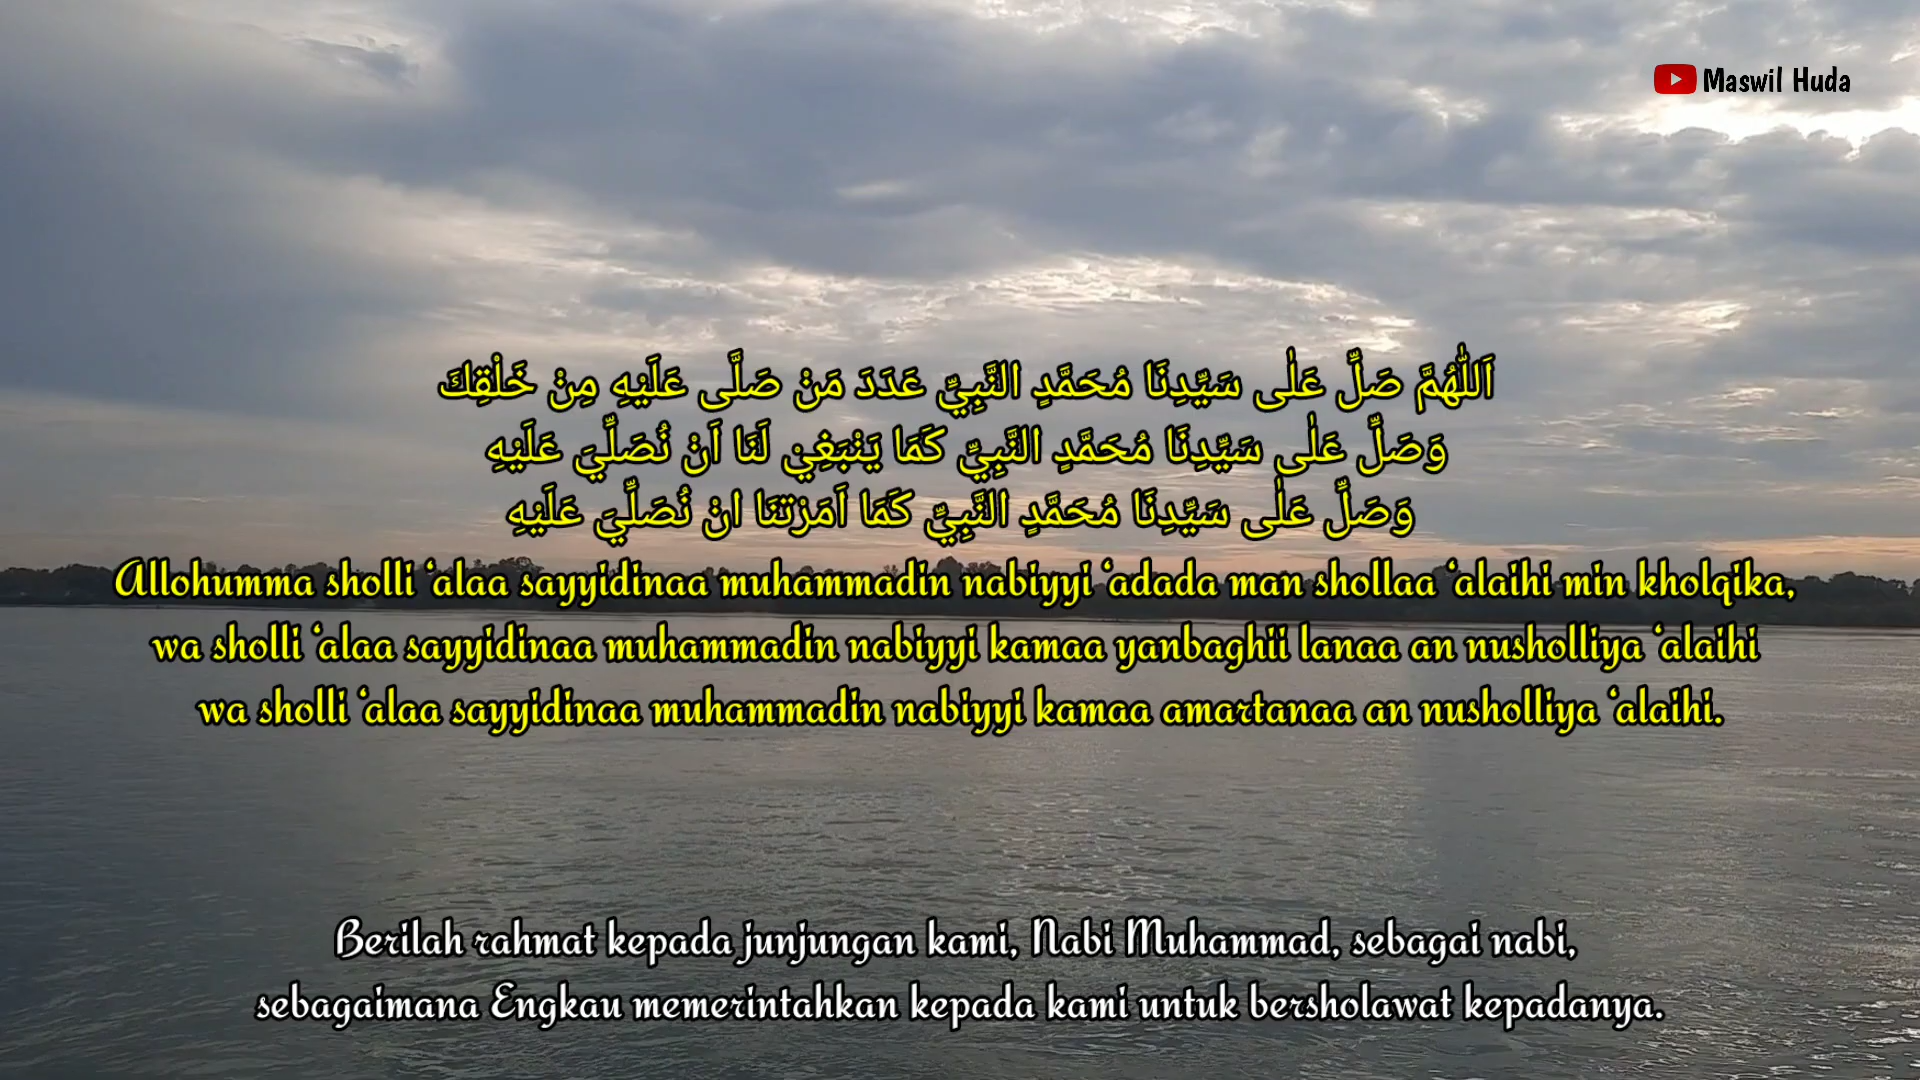 Maswil Huda
اَللّٰهُمَّ صَلِّ عَلٰى سَيِّدِنَا مُحَمَّدٍ النَّبِيِّ عَدَدَ مَنْ صَلَّى عَلَيْهِ مِنْ خَلْقِكَ
وَصَلِّ عَلٰى سَيِّدِنَا مُحَمَّدٍ النَّبِيِّ كَمَا يَنْبَغِيْ لَنَا اَنْ نُصَلِّيَ عَلَيْهِ
وَصَلِّ عَلٰى سَيِّدِنَا مُحَمَّدٍ النَّبِيِّ كَمَا اَمَرْتنَا انْ نُصَلِّيَ عَلَيْهِ
Allohumma sholli ‘alaa sayyidinaa muhammadin nabiyyi ‘adada man shollaa ‘alaihi min kholqika,
wa sholli ‘alaa sayyidinaa muhammadin nabiyyi kamaa yanbaghii lanaa an nusholliya ‘alaihi
wa sholli ‘alaa sayyidinaa muhammadin nabiyyi kamaa amartanaa an nusholliya ‘alaihi.
Berilah rahmat kepada junjungan kami, Nabi Muhammad, sebagai nabi,
sebagaimana Engkau memerintahkan kepada kami untuk bersholawat kepadanya.